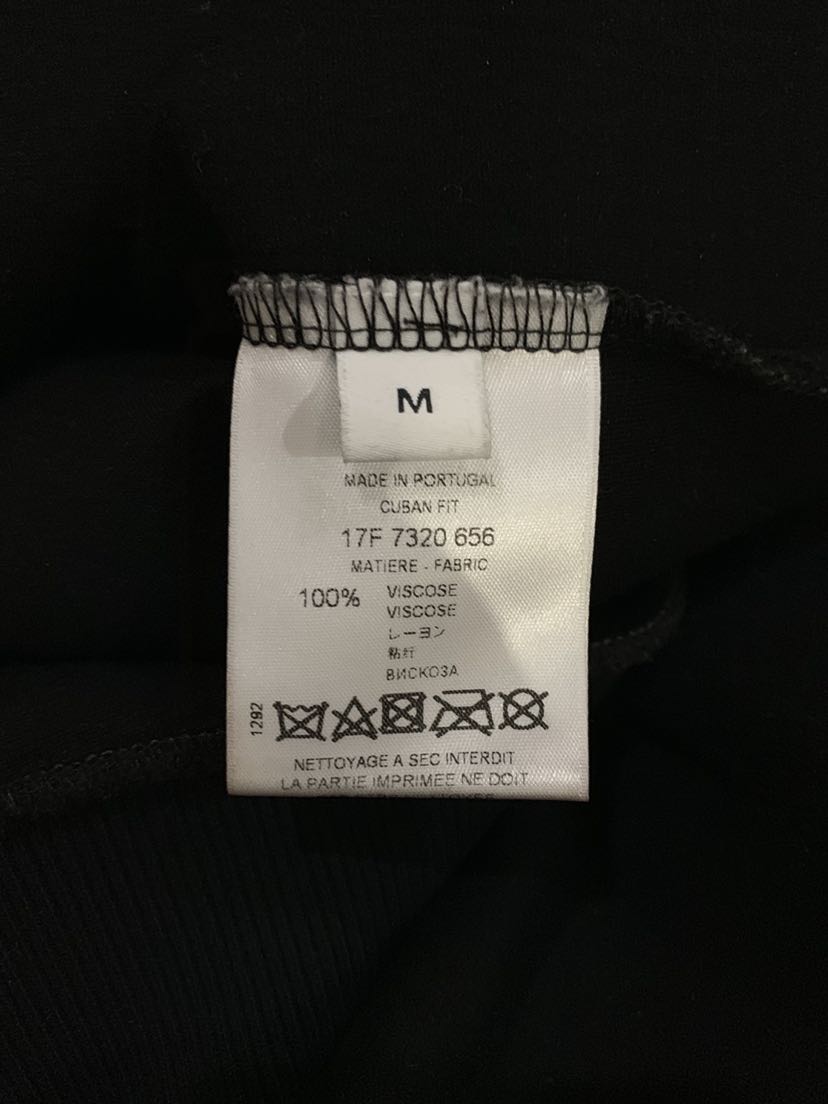 M
MADE IN PORTUGAL
CUBAN FIT
17F 7320 656
MATIERE - FABRIC
100% VISCOSE
VISCOSE
レーヨン
粘纤
ВИСКОЗА
1292
NETTOYAGE A SEC INTERDIT
LA PARTIE IMPRIMEE NE DOIT